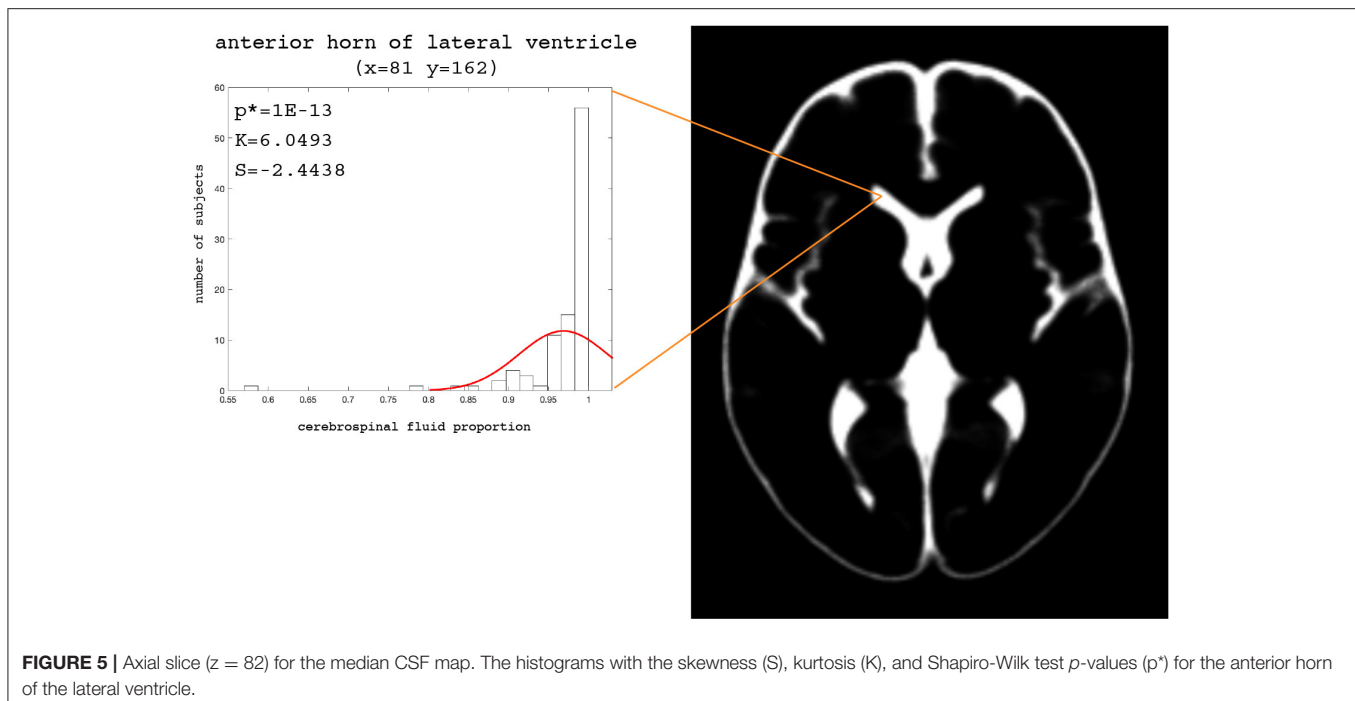 anterior horn of lateral ventricle
(x=81 y=162)
p*=1E-13
K=6.0493
S=-2.4438
number of subjects
60
50
40
30
20
10
0
0.55 0.6 0.65 0.7 0.75 0.8 0.85 0.9 0.95 1
cerebrospinal fluid proportion
FIGURE 5 | Axial slice (z = 82) for the median CSF map. The histograms with the skewness (S), kurtosis (K), and Shapiro-Wilk test p-values (p*) for the anterior horn
of the lateral ventricle.